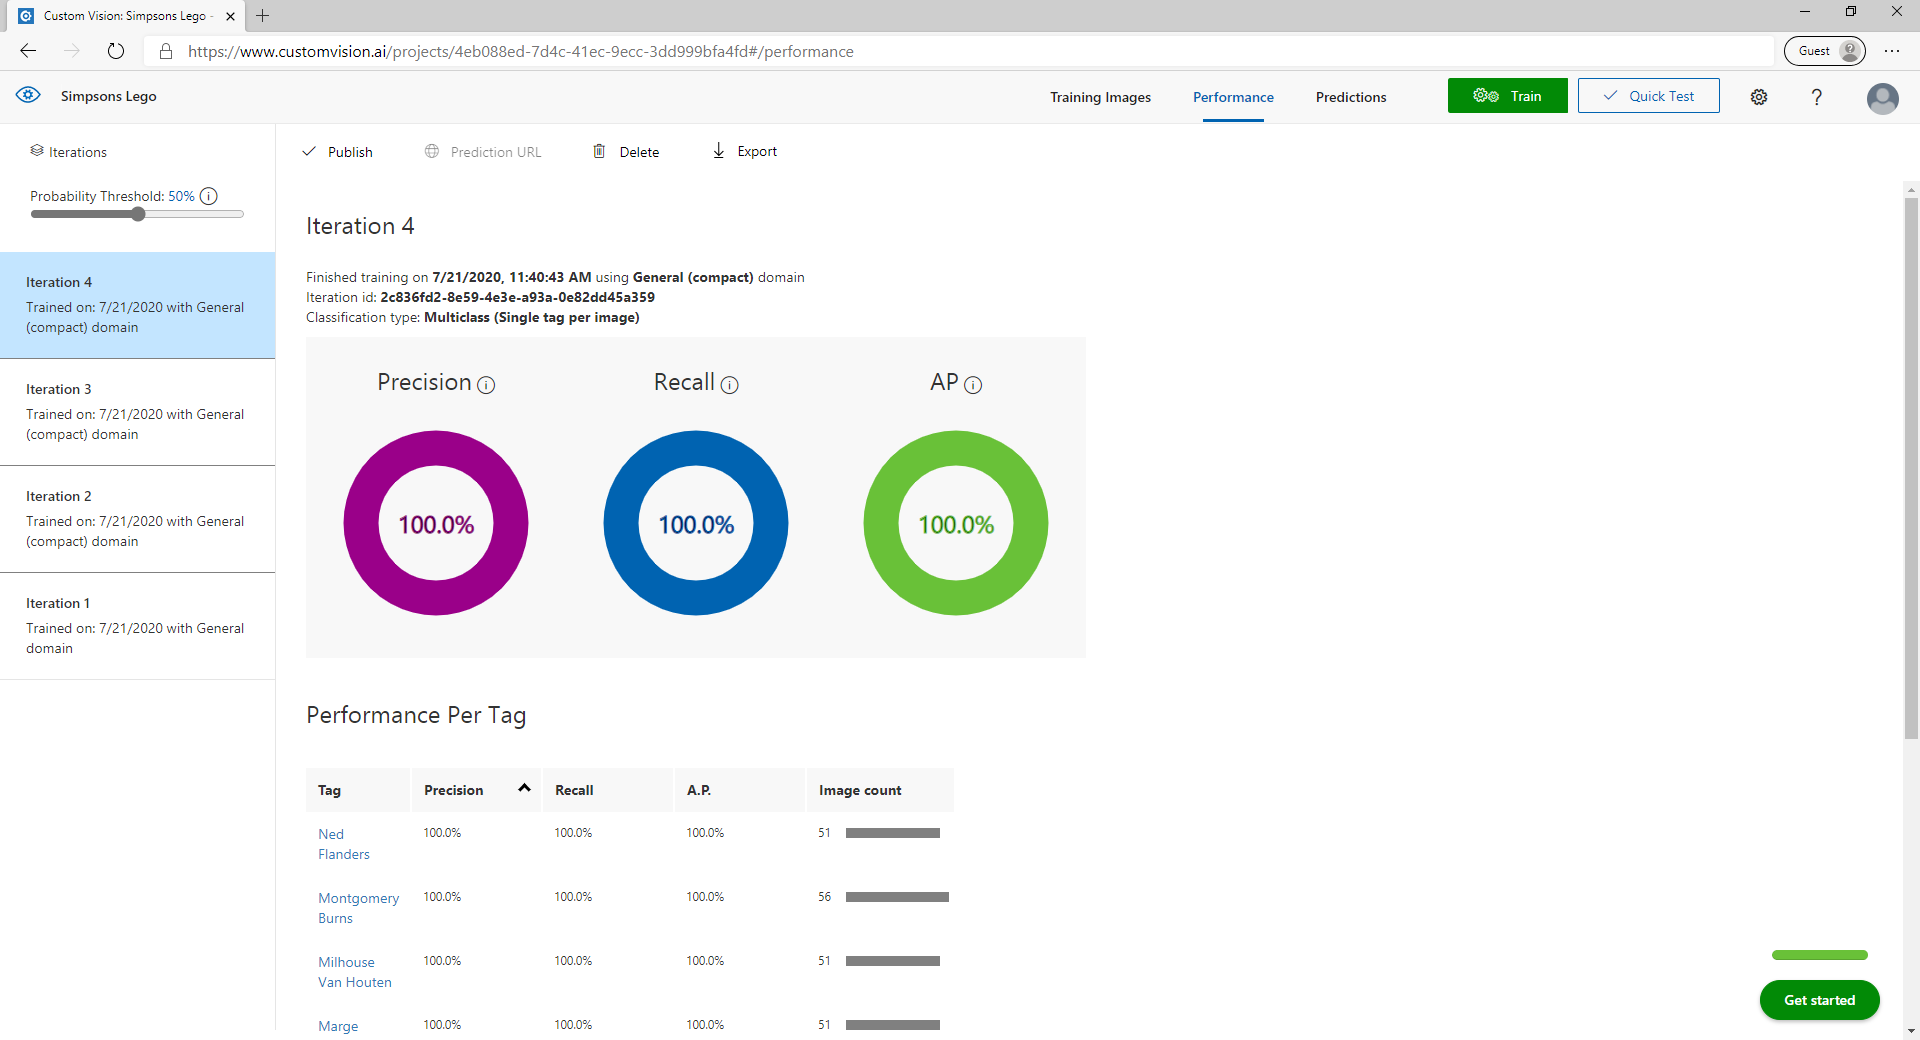 Custom Vision: Simpsons Lego -
https://www.customvision.ai/projects/4eb088ed-7d4c-41ec-9ecc-3dd999bfa4fd#/performance
Guest
Simpsons Lego
Training Images
Performance
Predictions
Train
Quick Test
Iterations
Probability Threshold: 50%
Iteration 4
Trained on: 7/21/2020 with General
(compact) domain
Iteration 3
Trained on: 7/21/2020 with General
(compact) domain
Iteration 2
Trained on: 7/21/2020 with General
(compact) domain
Iteration 1
Trained on: 7/21/2020 with General
domain
Publish
Prediction URL
Delete
Export
Iteration 4
Finished training on 7/21/2020, 11:40:43 AM using General (compact) domain
Iteration id: 2c836fd2-8e59-4e3e-a93a-0e82dd45a359
Classification type: Multiclass (Single tag per image)
Precision
Recall
AP
100.0%
100.0%
100.0%
Performance Per Tag
Tag Precision Recall A.P. Image count
Ned
Flanders
100.0% 100.0% 100.0% 51
Montgomery
Burns
100.0% 100.0% 100.0% 56
Milhouse
Van Houten
100.0% 100.0% 100.0% 51
Marge 100.0% 100.0% 100.0% 51
Get started